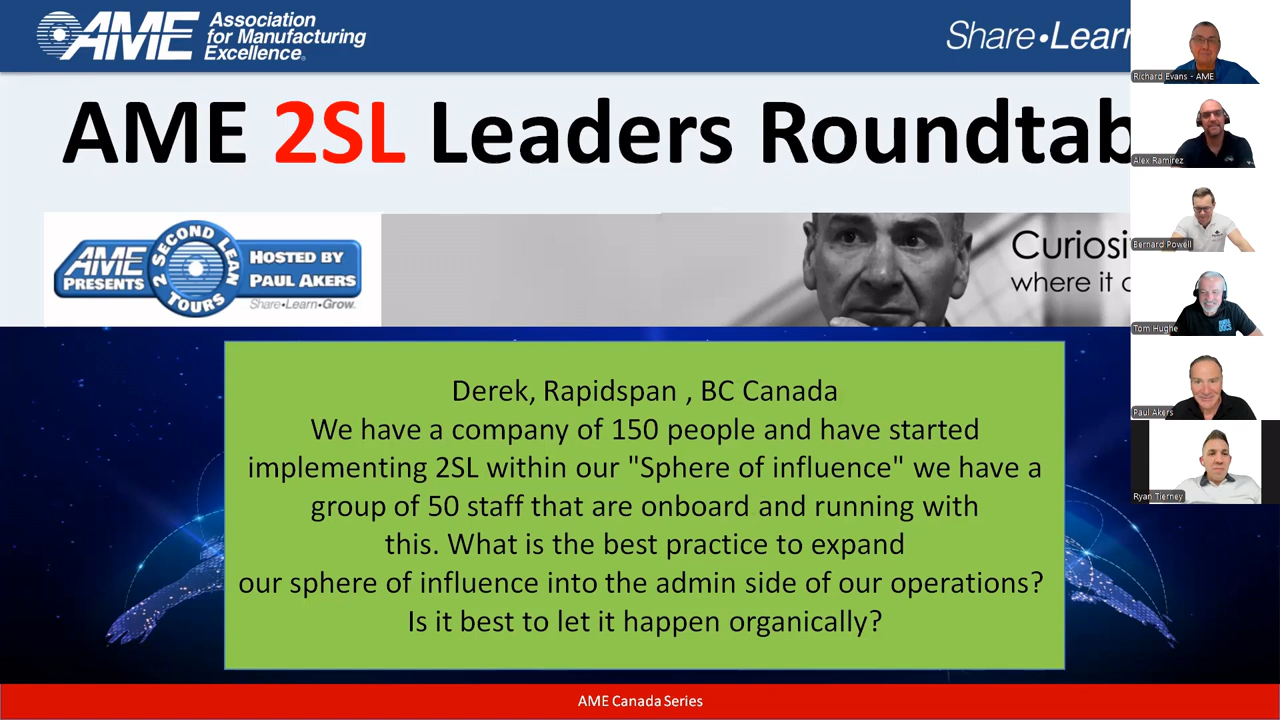 AME Association
for Manufacturing
Excellence®
Share•Learn
AME 2SL Leaders Roundtab
AME
PRESENTS
2 SECOND LEAN
TOURS
HOSTED BY
PAUL AKERS
Share•Learn•Grow.
Curiosi
where it
Derek, Rapidspan , BC Canada
We have a company of 150 people and have started
implementing 2SL within our "Sphere of influence" we have a
group of 50 staff that are onboard and running with
this. What is the best practice to expand
our sphere of influence into the admin side of our operations?
Is it best to let it happen organically?
AME Canada Series
Richard Evans - AME
Alex Ramirez
Bernard Powell
Tom Hughe
Paul Akers
Ryan Tierney